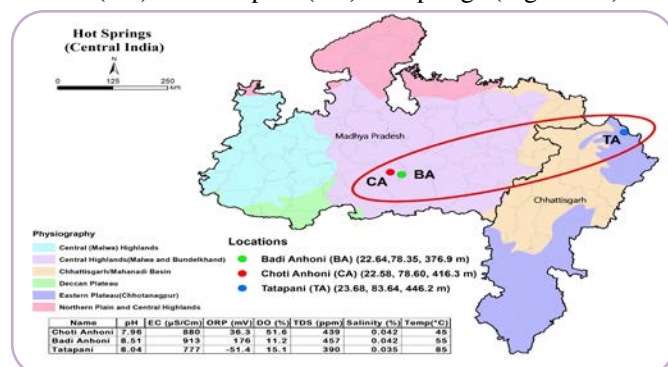 Hot Springs
(Central India)
N
0 125 250
Madhya Pradesh
TA
CA BA
Chhattisgarh
Physiography
Central (Malwa) Highlands
Central Highlands(Malwa and Bundelkhand)
Chhattisgarh/Mahanadi Basin
Deccan Plateau
Eastern Plateau(Chhotanagpur)
Northern Plain and Central Highlands
Locations
Badi Anhoni (BA) (22.64,78.35, 376.9 m)
Choti Anhoni (CA) (22.58, 78.60, 416.3 m)
Tatapani (TA) (23.68, 83.64, 446.2 m)
Name pH EC (µS/Cm) ORP (mV) DO (%) TDS (ppm) Salinity (%) Temp(°C)
Choti Anhoni 7.96 880 36.3 51.6 439 0.042 45
Badi Anhoni 8.51 913 176 11.2 457 0.042 55
Tatapani 8.04 777 -51.4 15.1 390 0.035 85